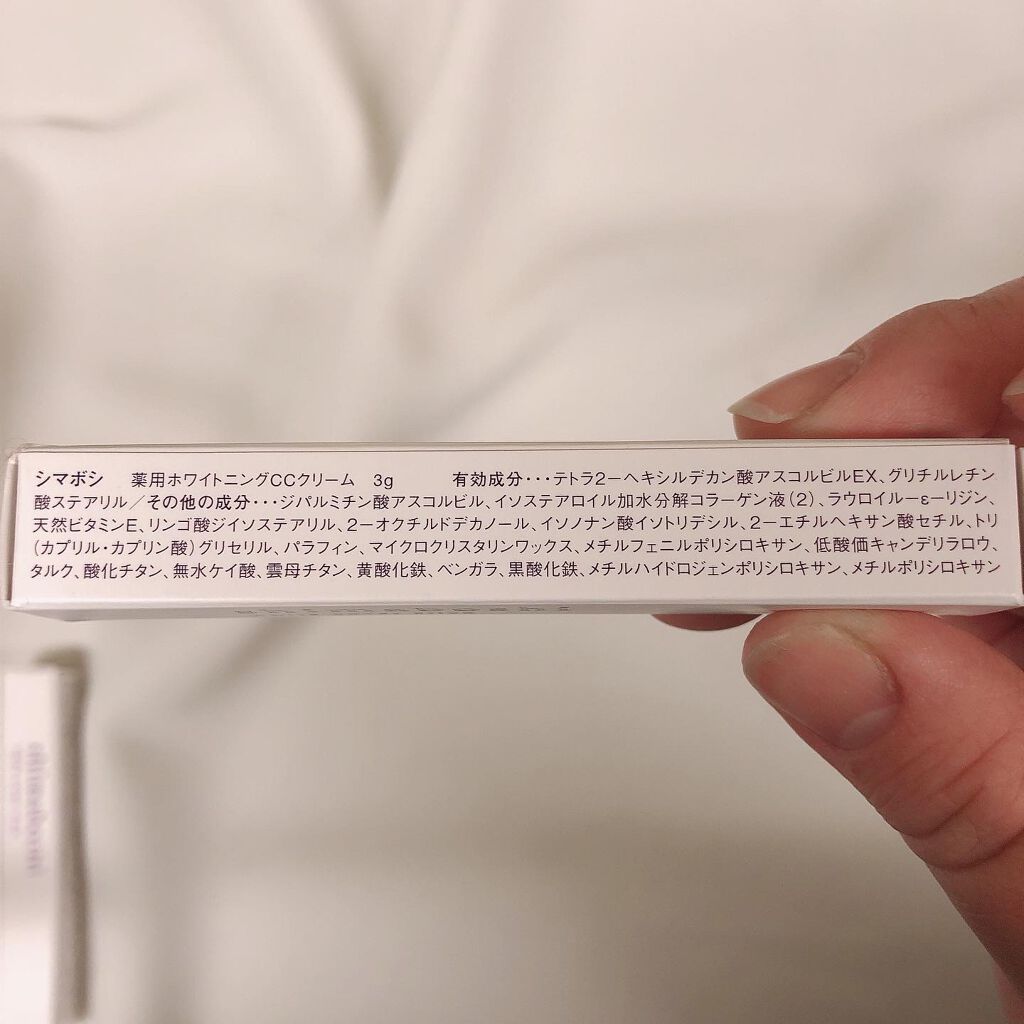 シマボシ　薬用ホワイトニングCCクリーム　3g　　有効成分･･･テトラ2－ヘキシルデカン酸アスコルビルEX、グリチルレチン
酸ステアリル／その他の成分･･･ジパルミチン酸アスコルビル、イソステアロイル加水分解コラーゲン液（2）、ラウロイル－ε－リジン、
天然ビタミンE、リンゴ酸ジイソステアリル、2－オクチルドデカノール、イソノナン酸イソトリデシル、2－エチルヘキサン酸セチル、トリ
（カプリル・カプリン酸）グリセリル、パラフィン、マイクロクリスタリンワックス、メチルフェニルポリシロキサン、低酸価キャンデリラロウ、
タルク、酸化チタン、無水ケイ酸、雲母チタン、黄酸化鉄、ベンガラ、黒酸化鉄、メチルハイドロジェンポリシロキサン、メチルポリシロキサン